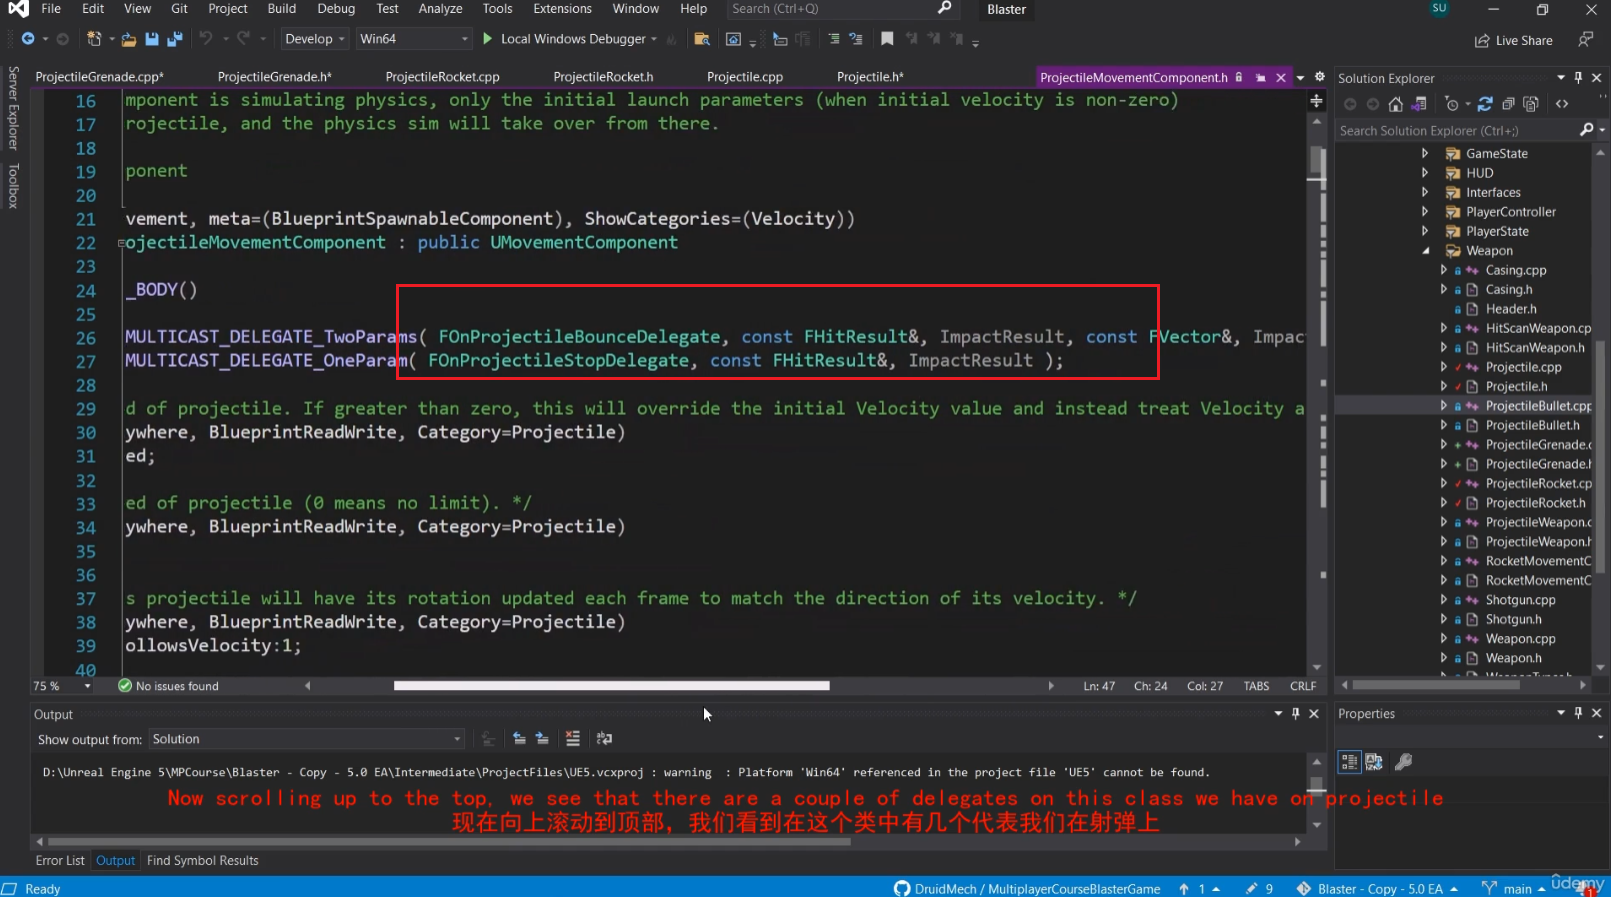 File Edit View Git Project Build Debug Test Analyze Tools Extensions Window Help Search (Ctrl+Q) Blaster SU
Develop Win64 Local Windows Debugger Live Share
Server Explorer
Toolbox
ProjectileGrenade.cpp* ProjectileGrenade.h* ProjectileRocket.cpp ProjectileRocket.h Projectile.cpp Projectile.h* ProjectileMovementComponent.h
16 mponent is simulating physics, only the initial launch parameters (when initial velocity is non-zero)
17 rojectile, and the physics sim will take over from there.
18
19 ponent
20
21 vement, meta=(BlueprintSpawnableComponent), ShowCategories=(Velocity))
22 ojectileMovementComponent : public UMovementComponent
23
24 _BODY()
25
26 MULTICAST_DELEGATE_TwoParams( FOnProjectileBounceDelegate, const FHitResult&, ImpactResult, const FVector&, Impac
27 MULTICAST_DELEGATE_OneParam( FOnProjectileStopDelegate, const FHitResult&, ImpactResult );
28
29 d of projectile. If greater than zero, this will override the initial Velocity value and instead treat Velocity a
30 ywhere, BlueprintReadWrite, Category=Projectile)
31 ed;
32
33 ed of projectile (0 means no limit). */
34 ywhere, BlueprintReadWrite, Category=Projectile)
35
36
37 s projectile will have its rotation updated each frame to match the direction of its velocity. */
38 ywhere, BlueprintReadWrite, Category=Projectile)
39 ollowsVelocity:1;
40
75 % No issues found Ln: 47 Ch: 24 Col: 27 TABS CRLF
Solution Explorer
Search Solution Explorer (Ctrl+;)
GameState
HUD
Interfaces
PlayerController
PlayerState
Weapon
Casing.cpp
Casing.h
Header.h
HitScanWeapon.cp
HitScanWeapon.h
Projectile.cpp
Projectile.h
ProjectileBullet.cpp
ProjectileBullet.h
ProjectileGrenade.c
ProjectileGrenade.h
ProjectileRocket.cp
ProjectileRocket.h
ProjectileWeapon.c
ProjectileWeapon.h
RocketMovementC
RocketMovementC
Shotgun.cpp
Shotgun.h
Weapon.cpp
Weapon.h
WeaponTypes.h
Output
Show output from: Solution
D:\Unreal Engine 5\MPCourse\Blaster - Copy - 5.0 EA\Intermediate\ProjectFiles\UE5.vcxproj : warning : Platform 'Win64' referenced in the project file 'UE5' cannot be found.
Now scrolling up to the top, we see that there are a couple of delegates on this class we have on projectile
现在向上滚动到顶部，我们看到在这个类中有几个代表我们在射弹上
Error List Output Find Symbol Results
Properties
Ready DruidMech / MultiplayerCourseBlasterGame 1 9 Blaster - Copy - 5.0 EA main 1
ûdemy